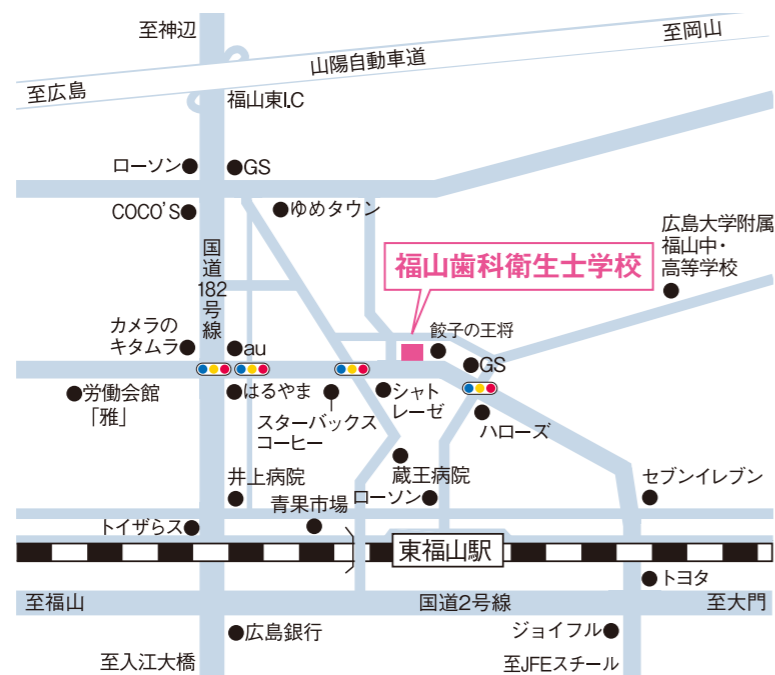 至神辺
至岡山
山陽自動車道
至広島
福山東I.C
ローソン
GS
COCO'S
ゆめタウン
広島大学附属
福山中・
高等学校
国道182号線
福山歯科衛生士学校
カメラの
キタムラ
au
餃子の王将
GS
労働会館
「雅」
はるやま
スターバックス
コーヒー
シャト
レーゼ
ハローズ
井上病院
蔵王病院
ローソン
セブンイレブン
青果市場
トイザらス
東福山駅
トヨタ
至福山
国道2号線
至大門
広島銀行
ジョイフル
至入江大橋
至JFEスチール